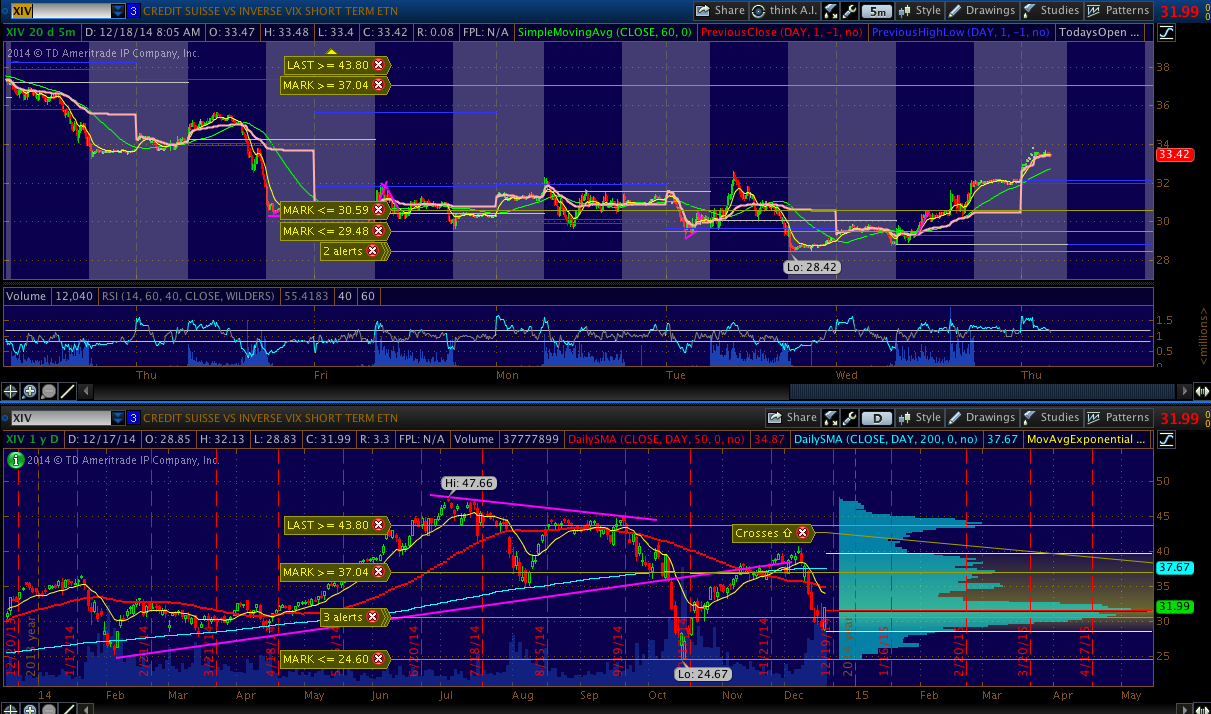 XIV 3 CREDIT SUISSE VS INVERSE VIX SHORT TERM ETN Share think A.I. 5m Style Drawings Studies Patterns 31.99
XIV 20 d 5m D: 12/18/14 8:05 AM O: 33.47 H: 33.48 L: 33.4 C: 33.42 R: 0.08 FPL: N/A SimpleMovingAvg (CLOSE, 60, 0) PreviousClose (DAY, 1, -1, no) PreviousHighLow (DAY, 1, -1, no) TodaysOpen ...
2014 © TD Ameritrade IP Company, Inc.
LAST >= 43.80
38
MARK >= 37.04
36
34
33.42
32
MARK <= 30.59
30
MARK <= 29.48
2 alerts
Lo: 28.42
28
Volume 12,040 RSI (14, 60, 40, CLOSE, WILDERS) 55.4183 40 60
1.5
1
0.5
<millions>
Thu Fri Mon Tue Wed Thu
XIV 3 CREDIT SUISSE VS INVERSE VIX SHORT TERM ETN Share D Style Drawings Studies Patterns 31.99
XIV 1 y D D: 12/17/14 O: 28.85 H: 32.13 L: 28.83 C: 31.99 R: 3.3 FPL: N/A Volume 37777899 DailySMA (CLOSE, DAY, 50, 0, no) 34.87 DailySMA (CLOSE, DAY, 200, 0, no) 37.67 MovAvgExponential ...
2014 © TD Ameritrade IP Company, Inc.
Hi: 47.66
50
LAST >= 43.80
45
Crosses
40
MARK >= 37.04
37.67
35
31.99
3 alerts
30
MARK <= 24.60
25
Lo: 24.67
1/17/14
2/21/14
3/21/14
4/18/14
6/20/14
7/18/14
8/15/14
9/19/14
11/21/14
12/19/14
1/16/15
2/20/15
3/20/15
4/17/15
14 Feb Mar Apr May Jun Jul Aug Sep Oct Nov Dec 15 Feb Mar Apr May